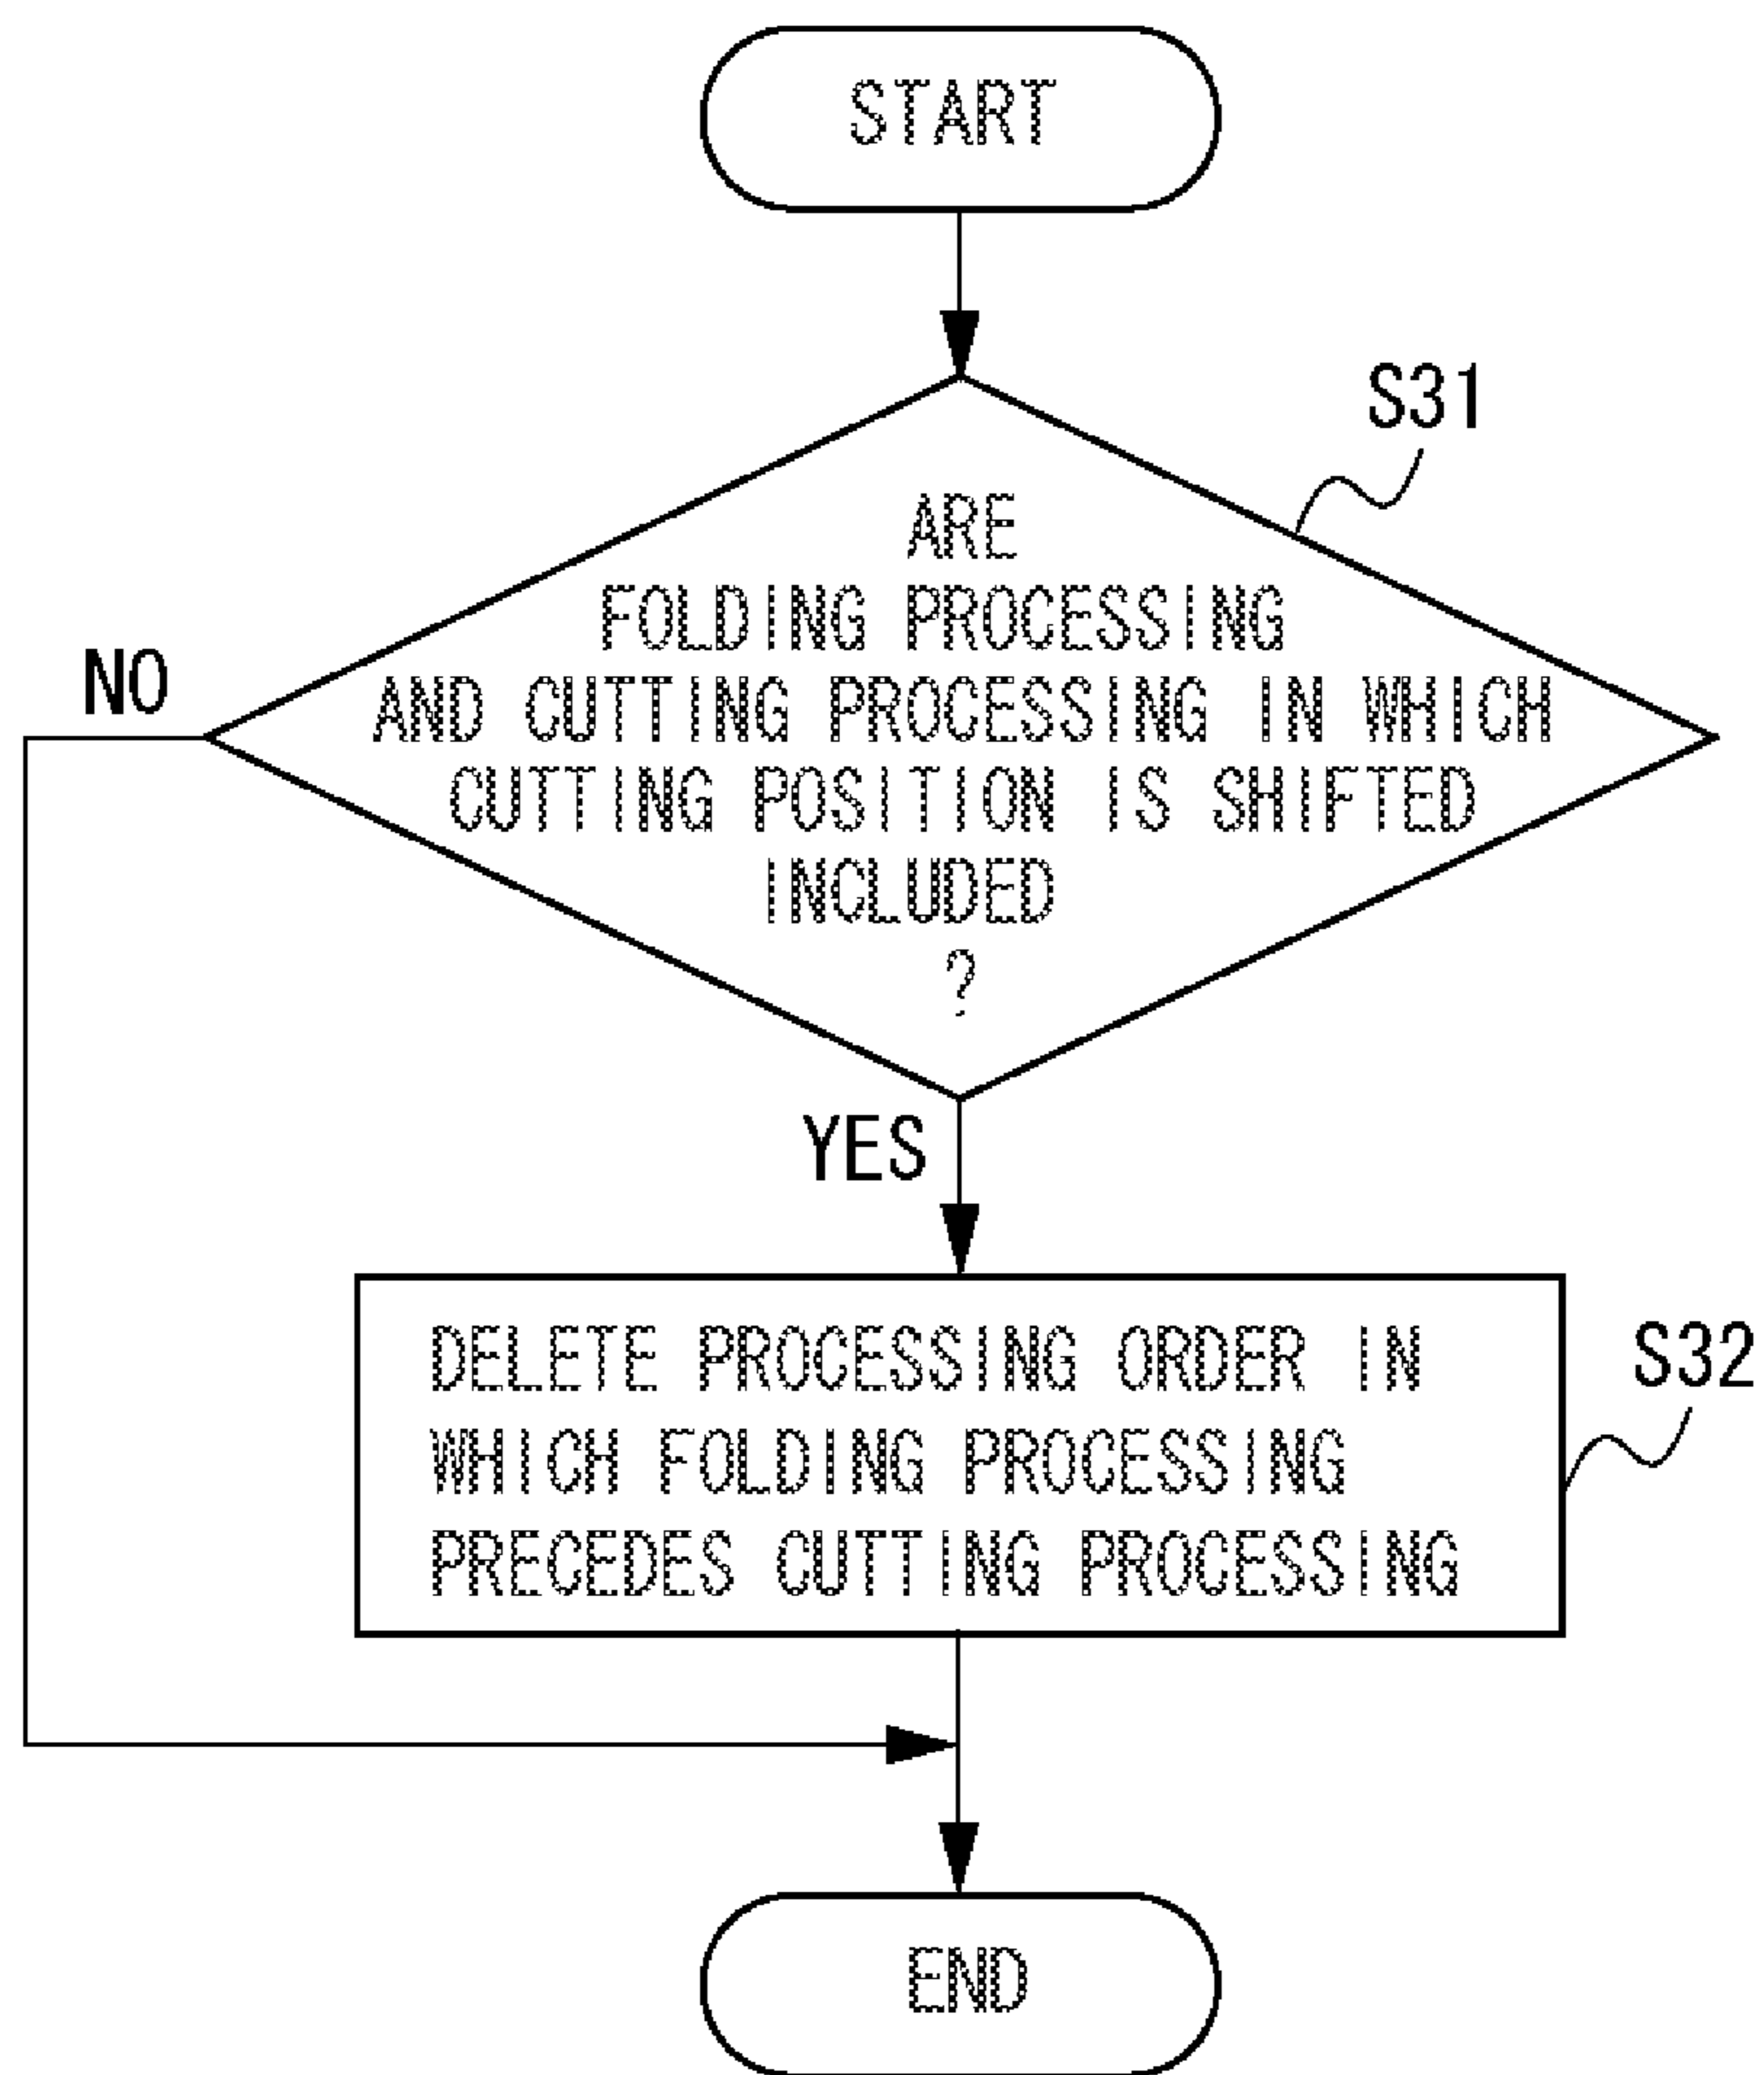 START
S31
ARE
FOLDING PROCESSING
AND CUTTING PROCESSING IN WHICH
CUTTING POSITION IS SHIFTED
INCLUDED
?
NO
YES
DELETE PROCESSING ORDER IN
WHICH FOLDING PROCESSING
PRECEDES CUTTING PROCESSING
S32
END